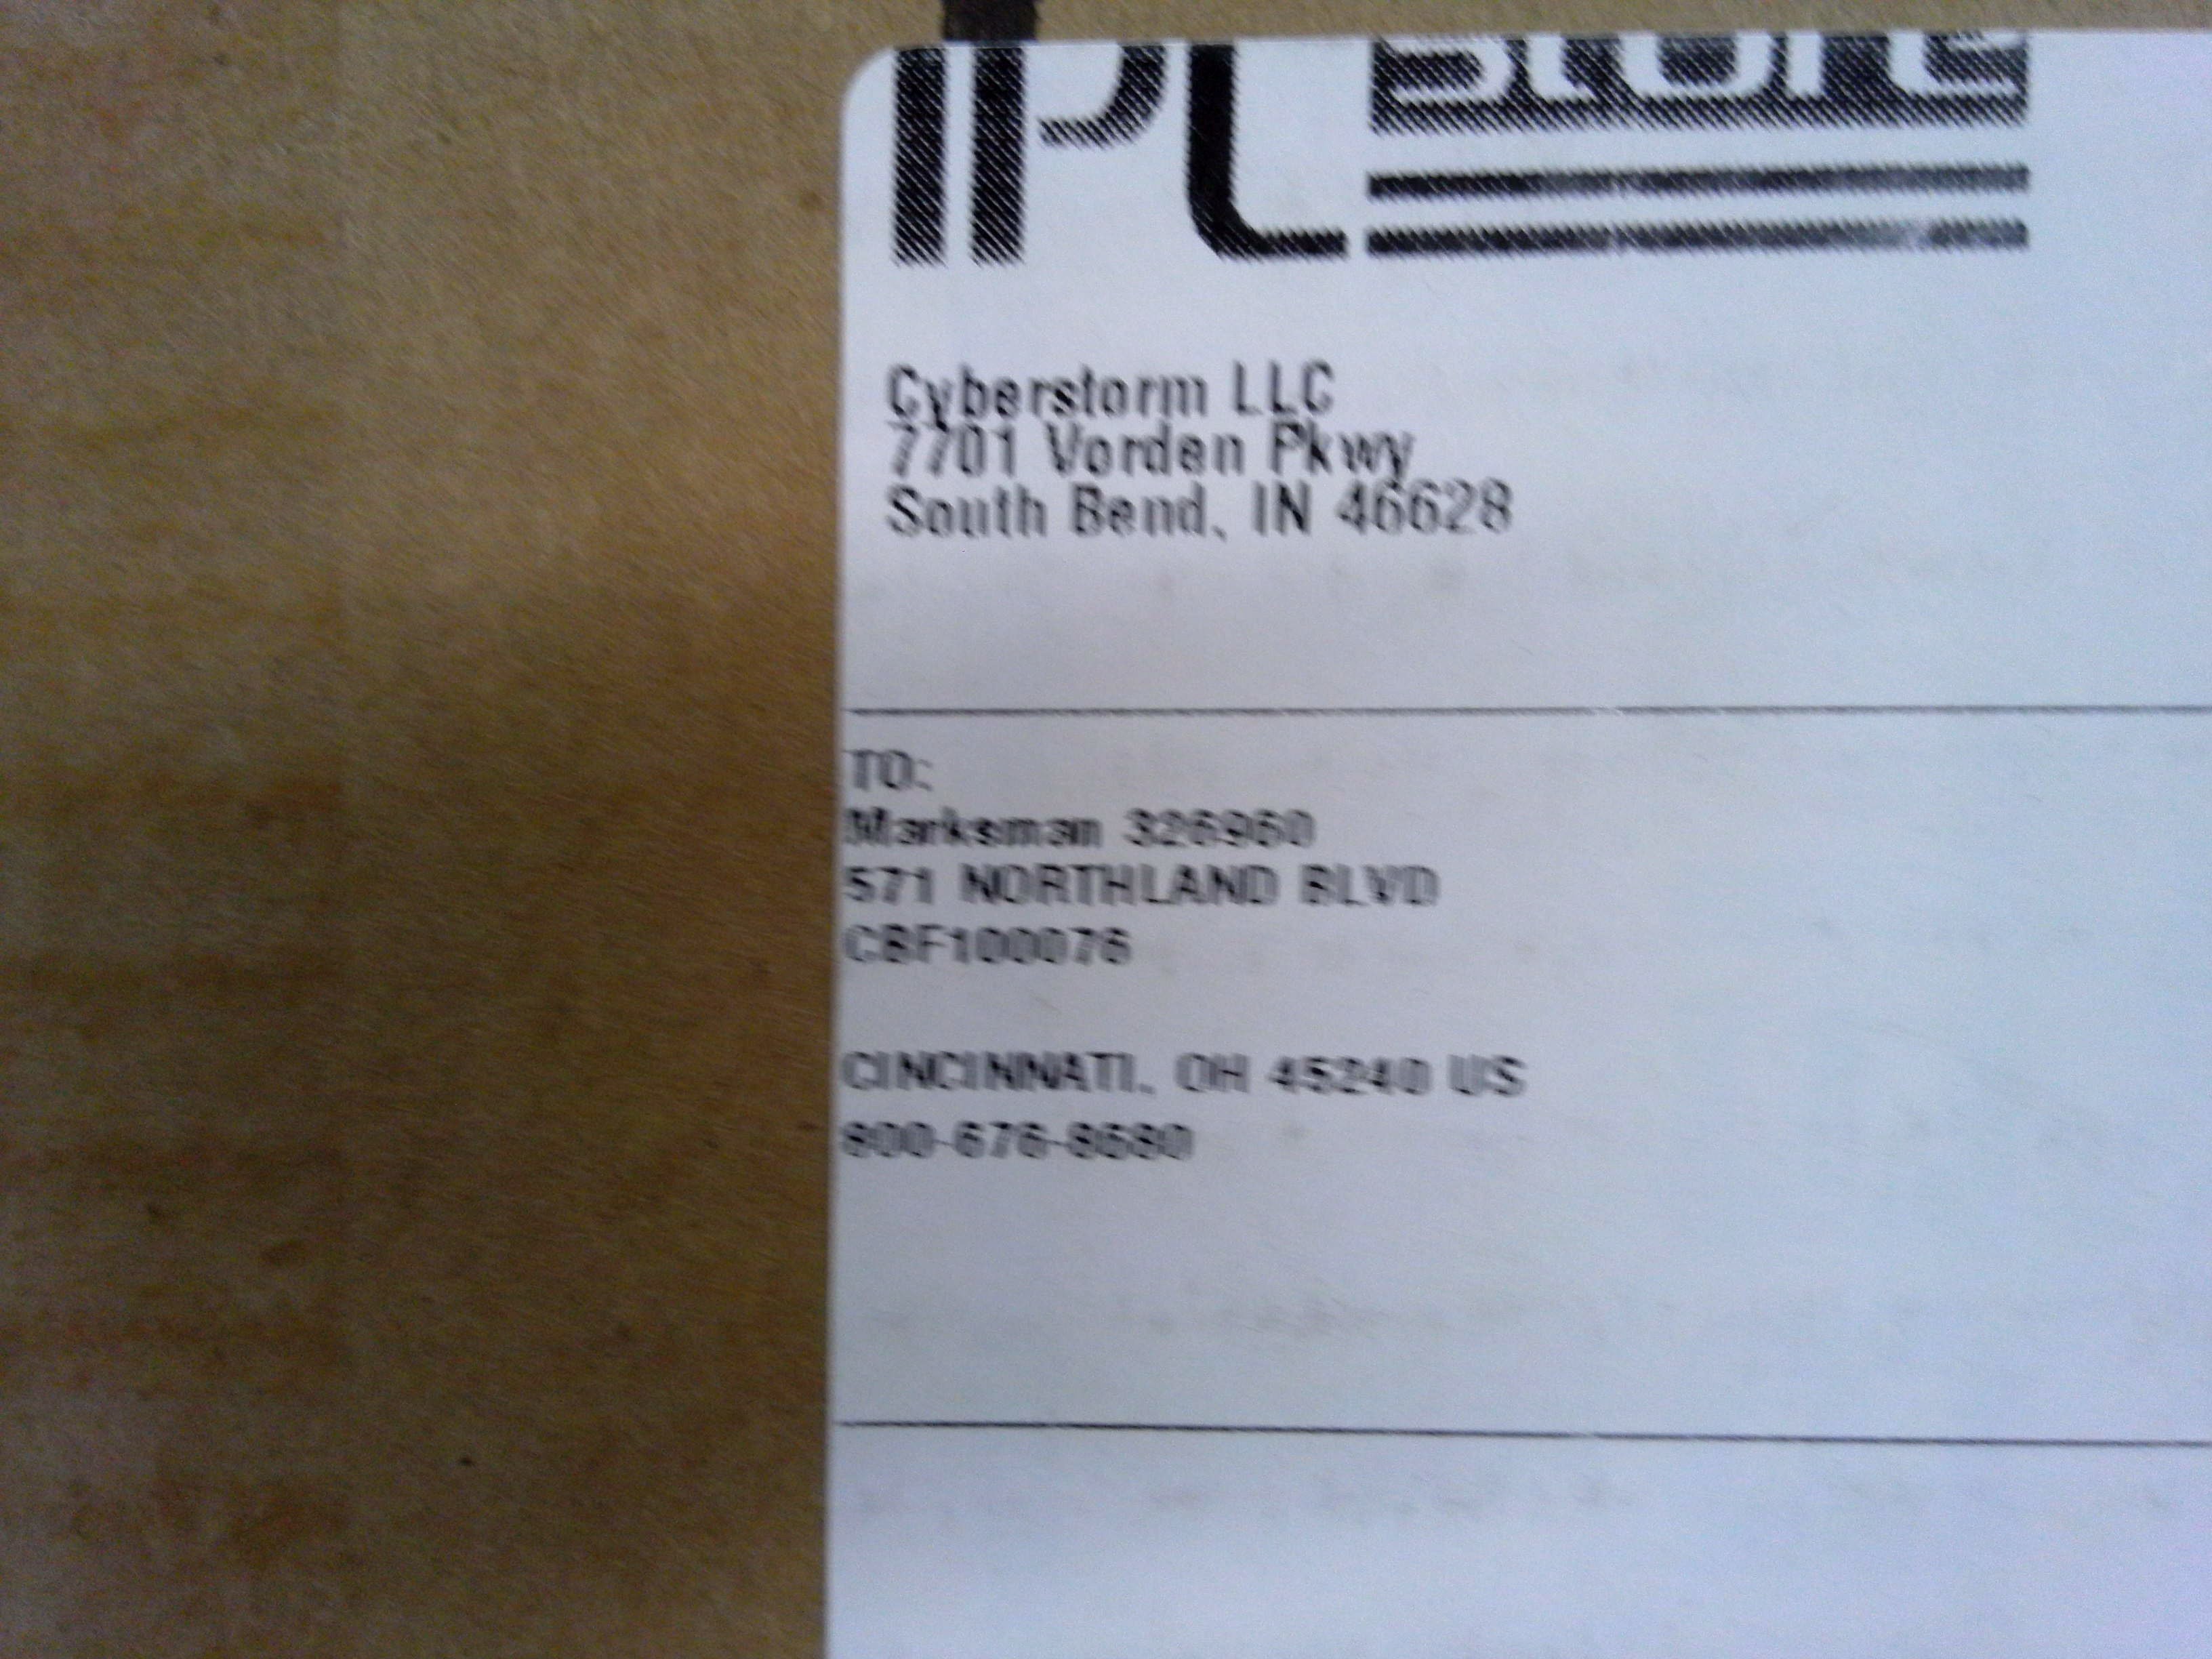 store
Cyberstorm LLC
7701 Vorden Pkwy
South Bend, IN 46628
TO:
Marksman 326960
571 NORTHLAND BLVD
CBF100076
CINCINNATI, OH 45240 US
800-676-8680